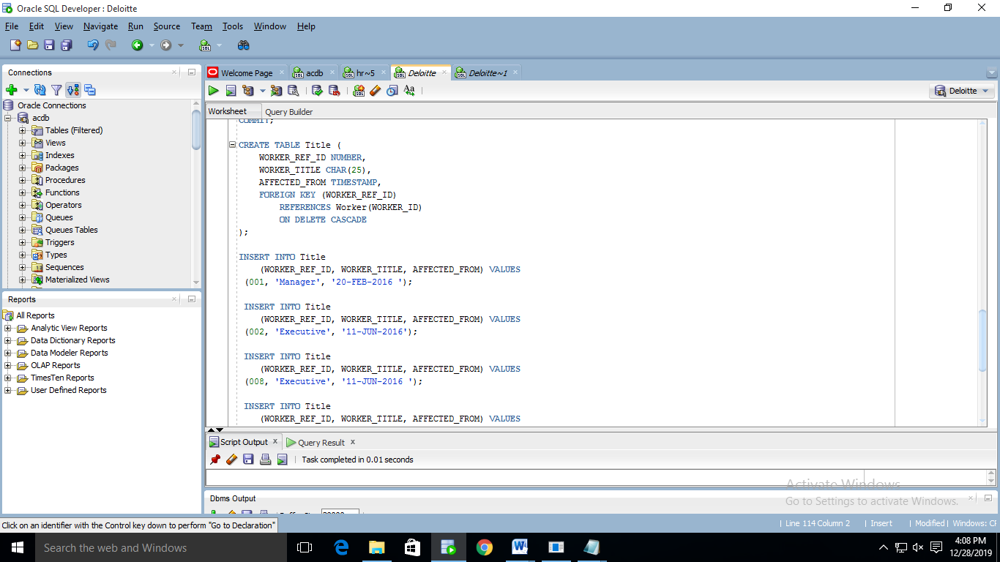 Oracle SQL Developer : Deloitte
File Edit View Navigate Run Source Team Tools Window Help
Connections
Oracle Connections
acdb
Tables (Filtered)
Views
Indexes
Packages
Procedures
Functions
Operators
Queues
Queues Tables
Triggers
Types
Sequences
Materialized Views
Reports
All Reports
Analytic View Reports
Data Dictionary Reports
Data Modeler Reports
OLAP Reports
TimesTen Reports
User Defined Reports
Welcome Page acdb hr~5 Deloitte Deloitte~1
Deloitte
Worksheet Query Builder
COMMIT;
CREATE TABLE Title (
WORKER_REF_ID NUMBER,
WORKER_TITLE CHAR(25),
AFFECTED_FROM TIMESTAMP,
FOREIGN KEY (WORKER_REF_ID)
REFERENCES Worker(WORKER_ID)
ON DELETE CASCADE
);
INSERT INTO Title
(WORKER_REF_ID, WORKER_TITLE, AFFECTED_FROM) VALUES
(001, 'Manager', '20-FEB-2016 ');
INSERT INTO Title
(WORKER_REF_ID, WORKER_TITLE, AFFECTED_FROM) VALUES
(002, 'Executive', '11-JUN-2016');
INSERT INTO Title
(WORKER_REF_ID, WORKER_TITLE, AFFECTED_FROM) VALUES
(008, 'Executive', '11-JUN-2016 ');
INSERT INTO Title
(WORKER_REF_ID, WORKER_TITLE, AFFECTED_FROM) VALUES
Script Output Query Result
Task completed in 0.01 seconds
Activate Windows
Go to Settings to activate Windows.
Dbms Output
Click on an identifier with the Control key down to perform "Go to Declaration"
Line 114 Column 2 Insert Modified Windows:
Search the web and Windows
4:08 PM
12/28/2019